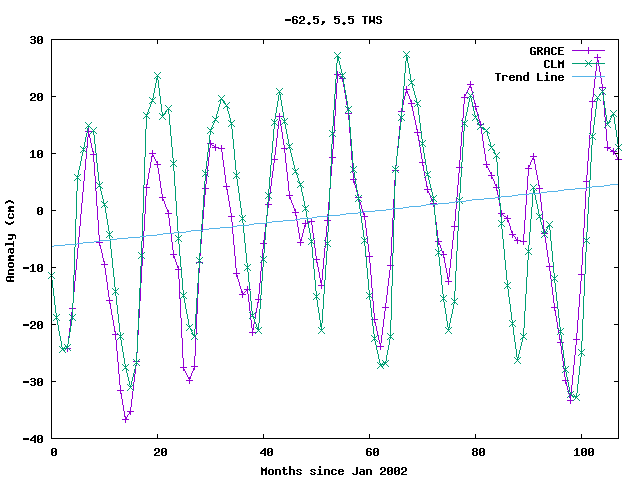 -62.5, 5.5 TWS
GRACE
CLM
Trend Line
30
20
10
0
-10
-20
-30
-40
Anomaly (cm)
0 20 40 60 80 100
Months since Jan 2002